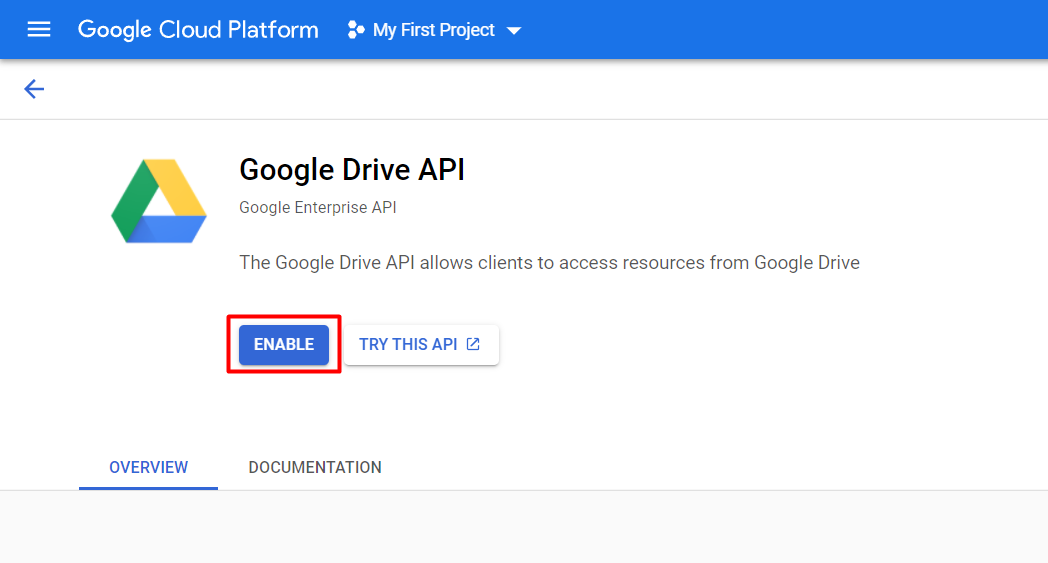 Google Cloud Platform My First Project
Google Drive API
Google Enterprise API
The Google Drive API allows clients to access resources from Google Drive
ENABLE TRY THIS API
OVERVIEW DOCUMENTATION